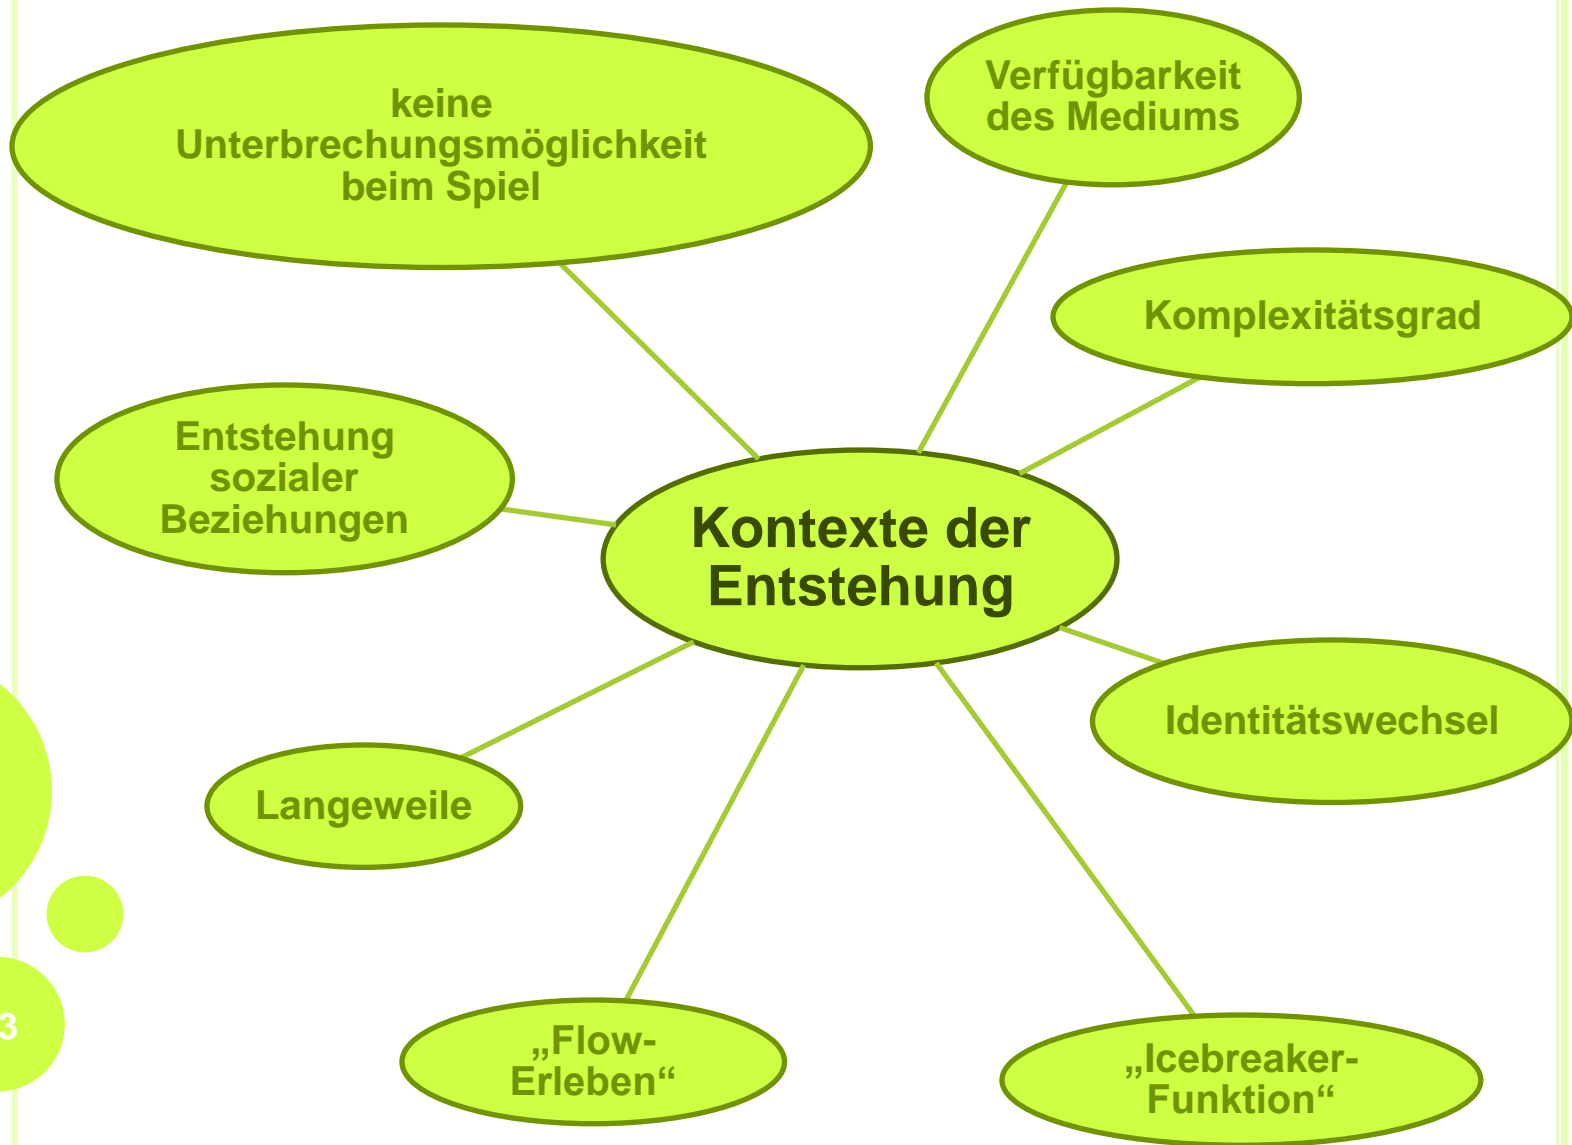 keine
Unterbrechungsmöglichkeit
beim Spiel
Verfügbarkeit
des Mediums
Komplexitätsgrad
Entstehung
sozialer
Beziehungen
Kontexte der
Entstehung
Identitätswechsel
Langeweile
„Flow-
Erleben“
„Icebreaker-
Funktion“
3